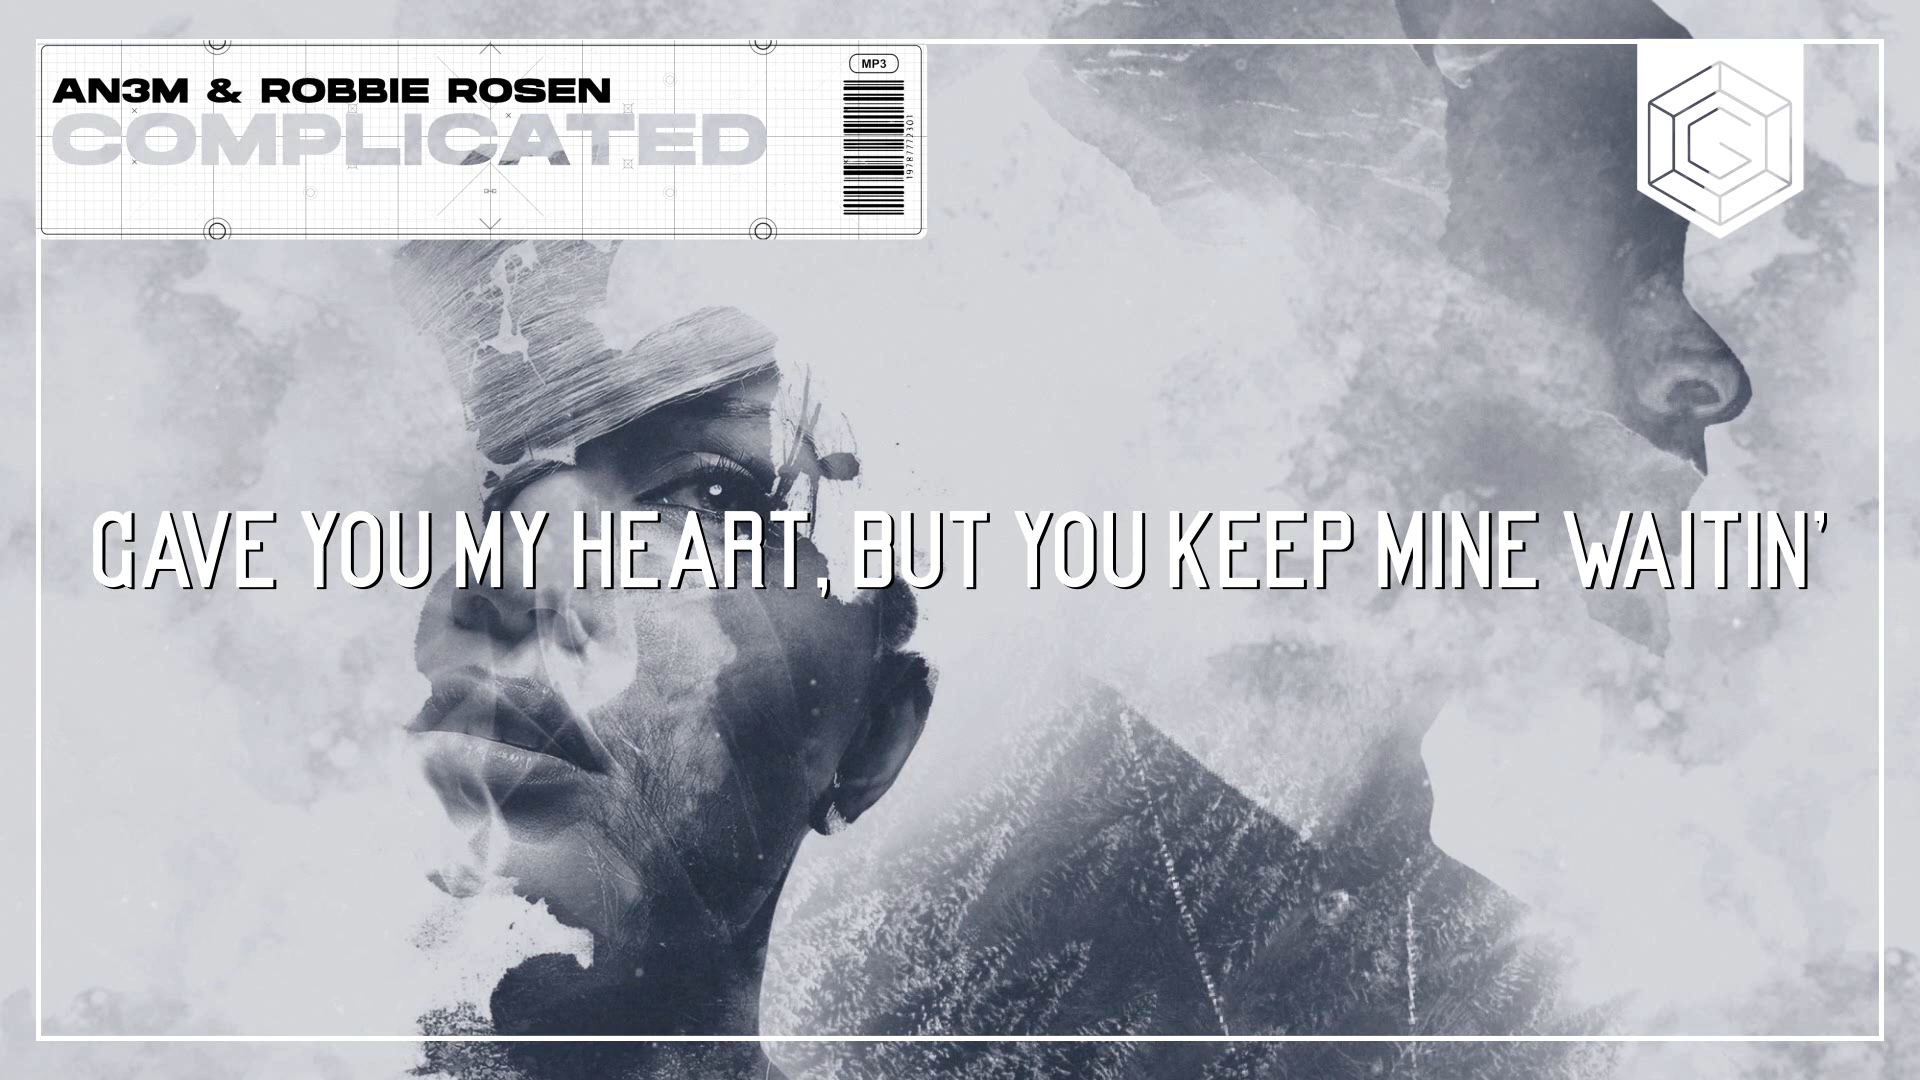 AN3M & ROBBIE ROSEN
COMPLICATED
MP3
GAVE YOU MY HEART, BUT YOU KEEP MINE WAITIN'